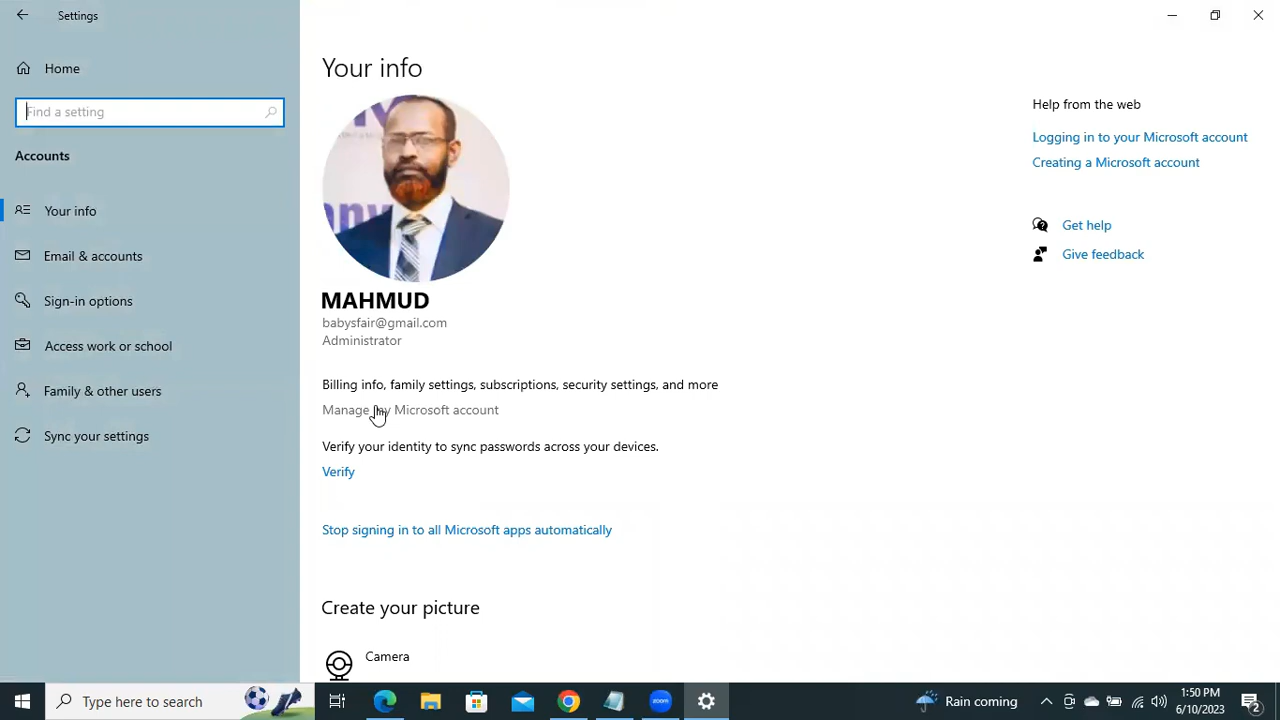 Settings
Home
Find a setting
Accounts
Your info
Email & accounts
Sign-in options
Access work or school
Family & other users
Sync your settings
Your info
MAHMUD
babysfair@gmail.com
Administrator
Billing info, family settings, subscriptions, security settings, and more
Manage my Microsoft account
Verify your identity to sync passwords across your devices.
Verify
Stop signing in to all Microsoft apps automatically
Create your picture
Camera
Help from the web
Logging in to your Microsoft account
Creating a Microsoft account
Get help
Give feedback
Type here to search
zoom
Rain coming
1:50 PM
6/10/2023
2